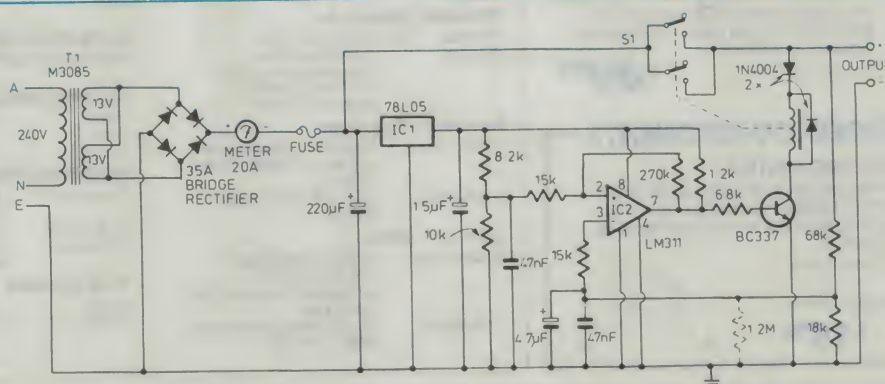 T1
M3085
A
240V
N
E
13V
13V
35A
BRIDGE
RECTIFIER
+
-
METER
20A
FUSE
78L05
IC1
220µF
+
1 5µF
+
8 2k
10k
15k
47nF
15k
2
3
8
7
1
4
+
-
IC2
LM311
270k
1 2k
6 8k
BC337
4 7µF
+
47nF
1 2M
S1
1N4004
2 x
68k
18k
+
OUTPU
-